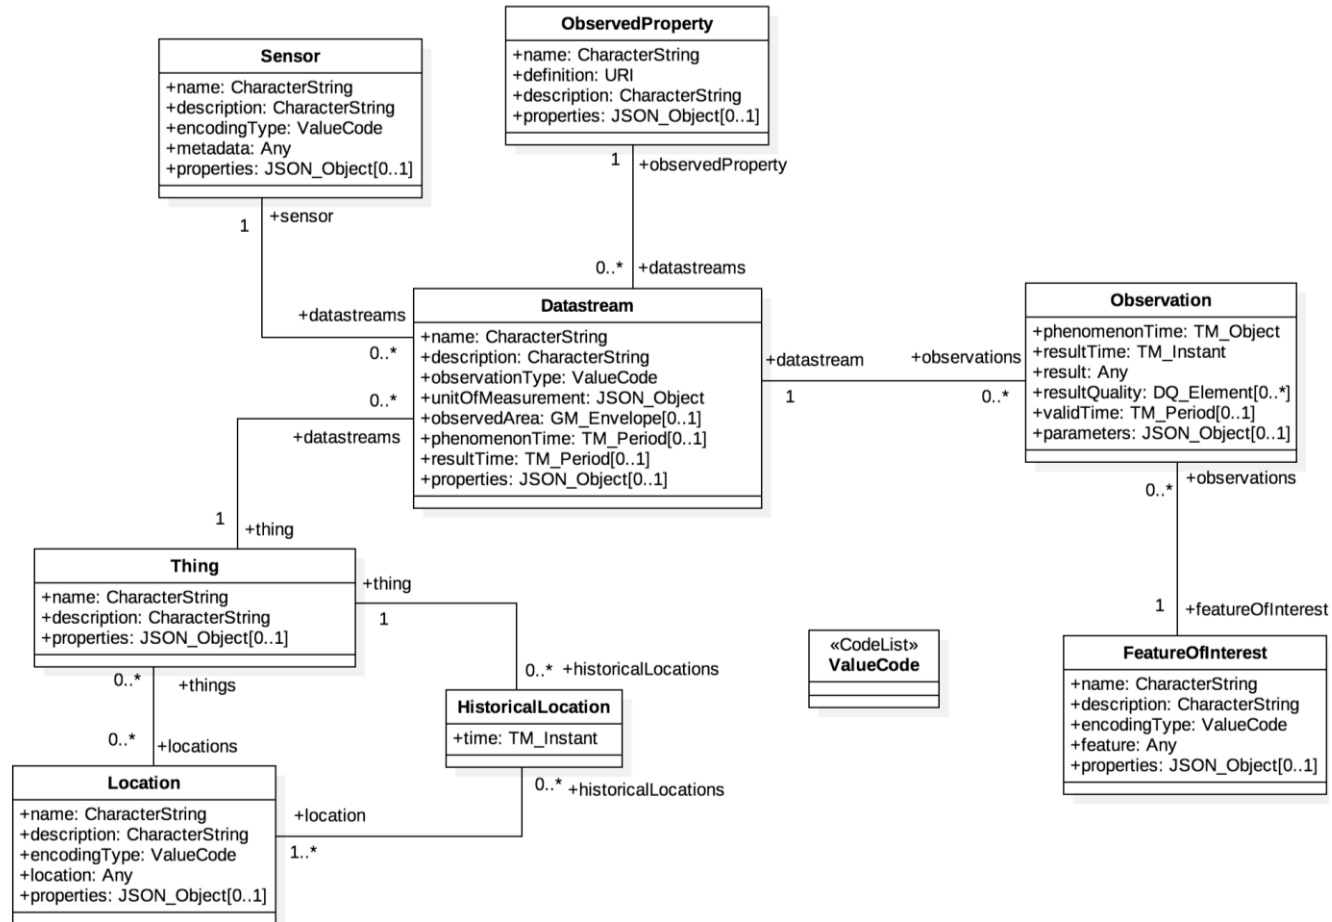 ObservedProperty
+name: CharacterString
+definition: URI
+description: CharacterString
+properties: JSON_Object[0..1]
Sensor
+name: CharacterString
+description: CharacterString
+encodingType: ValueCode
+metadata: Any
+properties: JSON_Object[0..1]
1
+observedProperty
1
+sensor
0..*
+datastreams
+datastreams
0..*
Datastream
+name: CharacterString
+description: CharacterString
+observationType: ValueCode
+unitOfMeasurement: JSON_Object
+observedArea: GM_Envelope[0..1]
+phenomenonTime: TM_Period[0..1]
+resultTime: TM_Period[0..1]
+properties: JSON_Object[0..1]
+datastream
1
+observations
0..*
Observation
+phenomenonTime: TM_Object
+resultTime: TM_Instant
+result: Any
+resultQuality: DQ_Element[0..*]
+validTime: TM_Period[0..1]
+parameters: JSON_Object[0..1]
0..*
+datastreams
0..*
+observations
1
+thing
Thing
+name: CharacterString
+description: CharacterString
+properties: JSON_Object[0..1]
+thing
1
1
+featureOfInterest
FeatureOfInterest
+name: CharacterString
+description: CharacterString
+encodingType: ValueCode
+feature: Any
+properties: JSON_Object[0..1]
«CodeList»
ValueCode
0..*
+things
0..*
+historicalLocations
HistoricalLocation
+time: TM_Instant
0..*
+locations
0..*
+historicalLocations
Location
+name: CharacterString
+description: CharacterString
+encodingType: ValueCode
+location: Any
+properties: JSON_Object[0..1]
+location
1..*